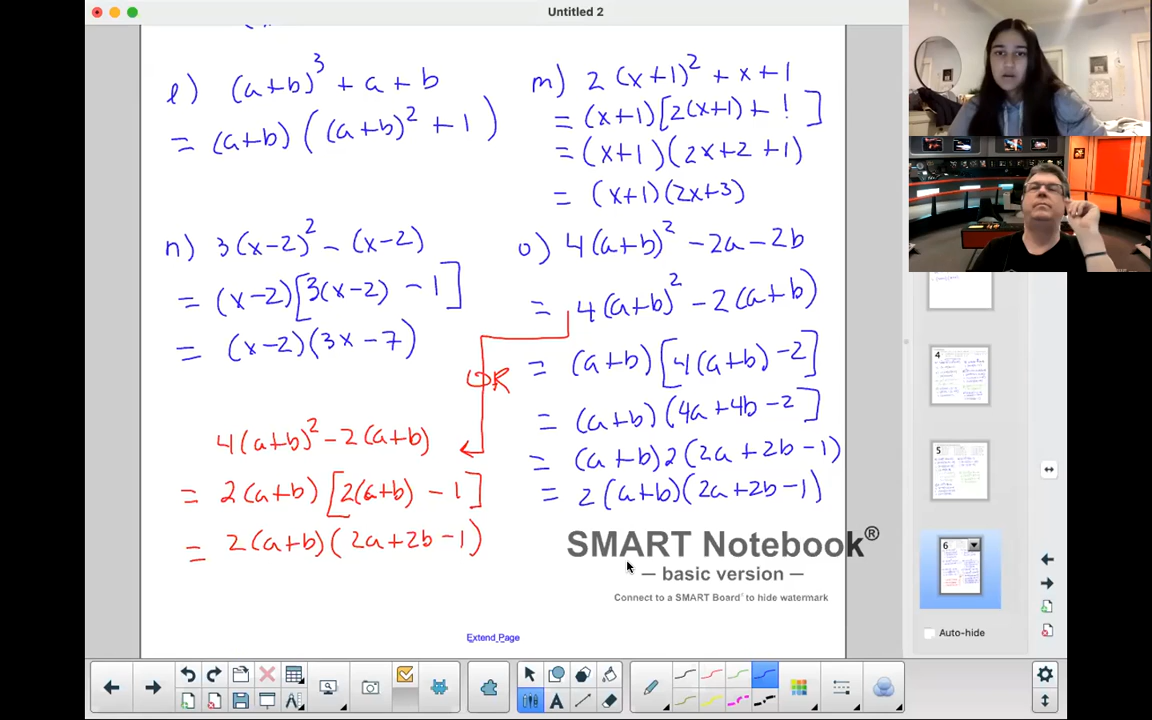 Untitled 2
l) (a+b)³ + a + b
= (a+b) ((a+b)² + 1)
m) 2(x+1)² + x+1
= (x+1)[2(x+1) + ! ]
= (x+1)(2x+2 +1)
= (x+1)(2x+3)
n) 3(x-2)² - (x-2)
= (x-2)[3(x-2) - 1]
= (x-2)(3x - 7)
o) 4(a+b)² - 2a - 2b
= 4(a+b)² - 2(a+b)
= (a+b)[4(a+b) - 2]
= (a+b)(4a+4b-2]
= (a+b)2(2a+2b-1)
= 2(a+b)(2a+2b-1)
OR
4(a+b)² - 2(a+b)
= 2(a+b)[2(a+b) - 1]
= 2(a+b)(2a+2b-1)
SMART Notebook®
— basic version —
Connect to a SMART Board® to hide watermark
Extend Page
4
5
6
Auto-hide